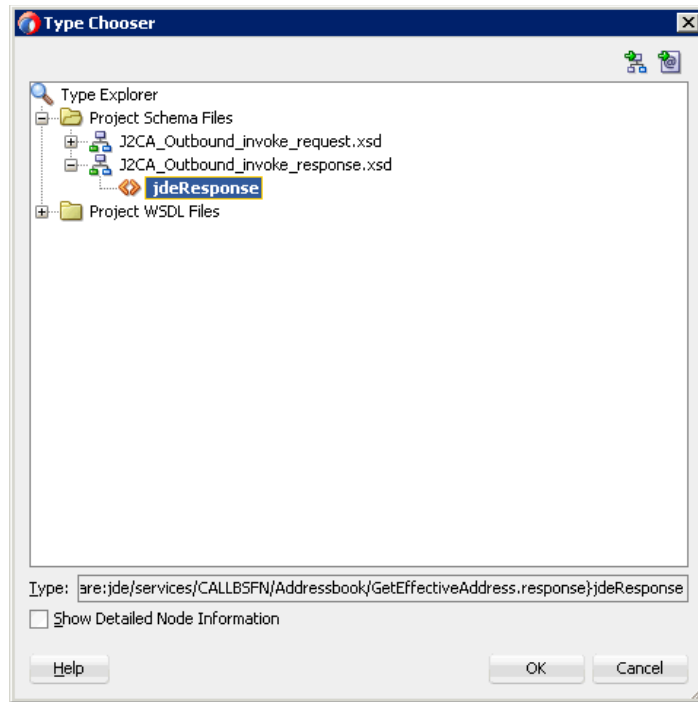 Type Chooser
Type Explorer
Project Schema Files
J2CA_Outbound_invoke_request.xsd
J2CA_Outbound_invoke_response.xsd
jdeResponse
Project WSDL Files
Type: are:jde/services/CALLBSFN/Addressbook/GetEffectiveAddress.response}jdeResponse
Show Detailed Node Information
Help OK Cancel